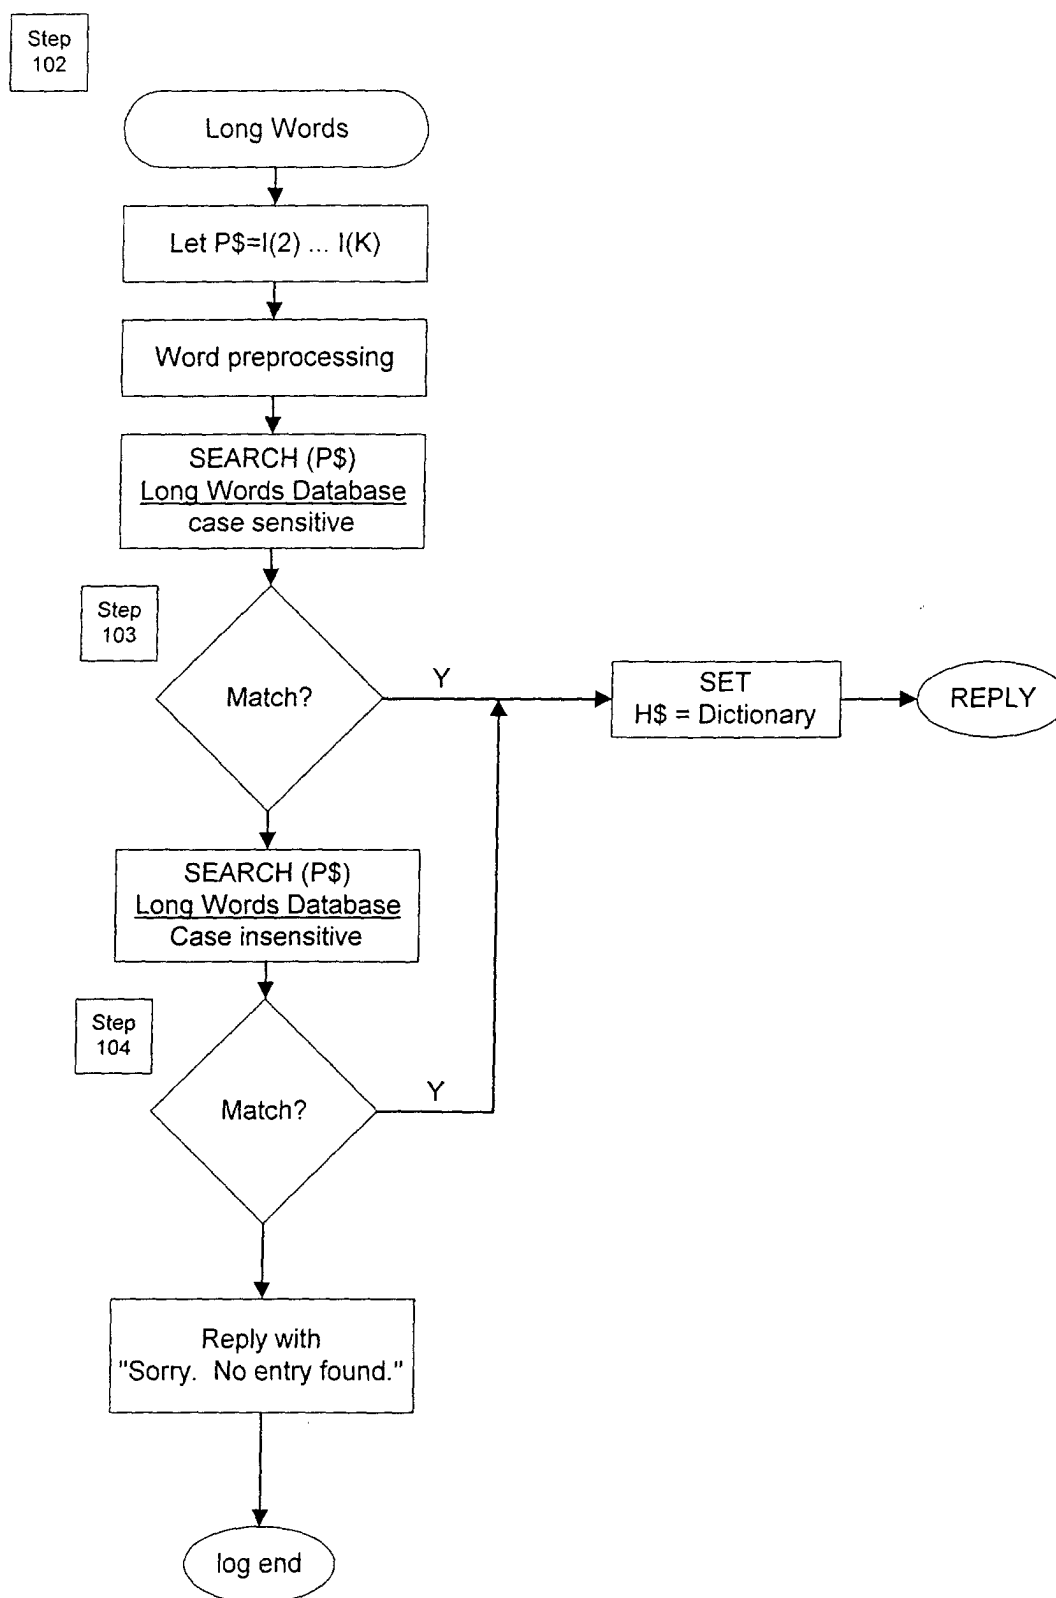 Step
102
Long Words
Let P$=I(2) ... I(K)
Word preprocessing
SEARCH (P$)
Long Words Database
case sensitive
Step
103
Match?
Y
SET
H$ = Dictionary
REPLY
SEARCH (P$)
Long Words Database
Case insensitive
Step
104
Match?
Y
Reply with
"Sorry.  No entry found."
log end